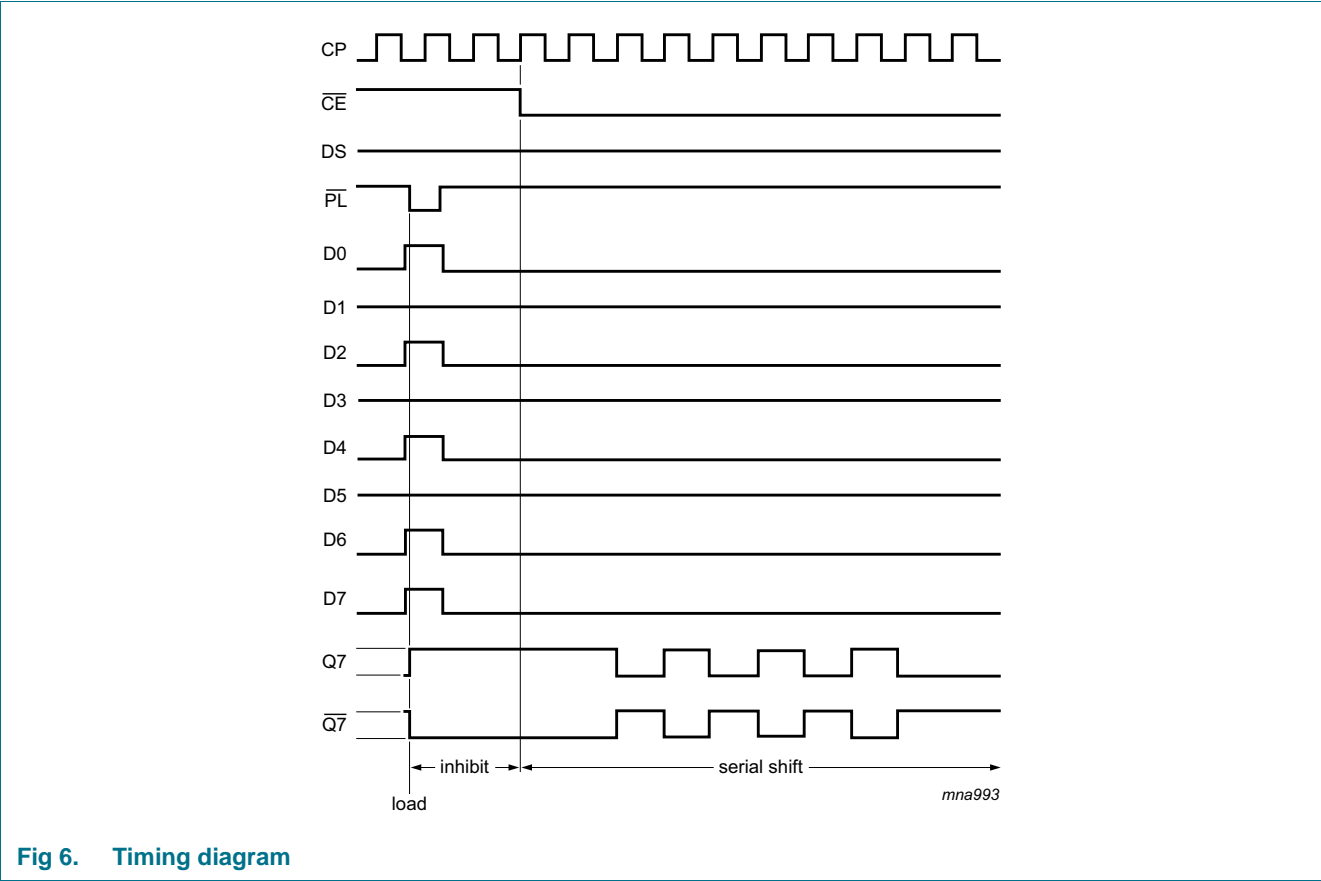 CP
CE
DS
PL
D0
D1
D2
D3
D4
D5
D6
D7
Q7
Q7
inhibit
serial shift
load
mna993
Fig 6. Timing diagram